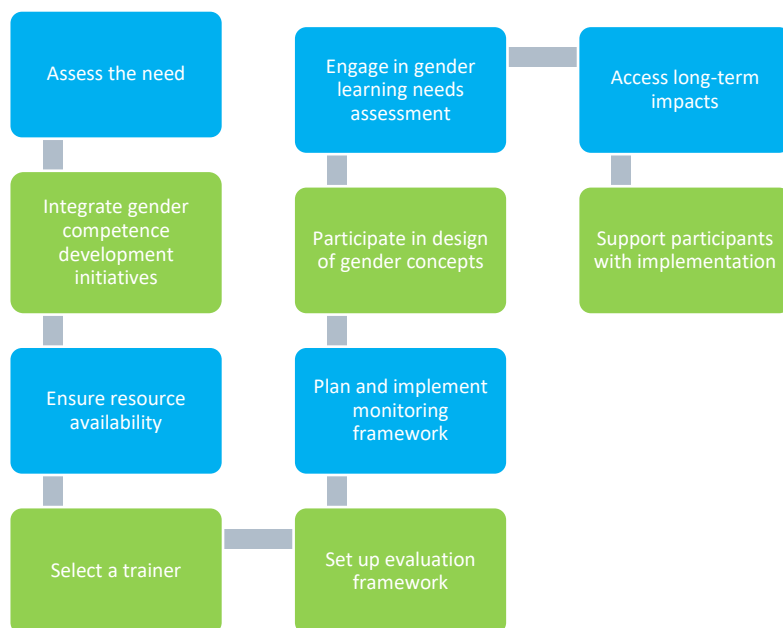 Assess the need
Integrate gender
competence
development
initiatives
Ensure resource
availability
Select a trainer
Set up evaluation
framework
Plan and implement
monitoring
framework
Participate in design
of gender concepts
Engage in gender
learning needs
assessment
Access long-term
impacts
Support participants
with implementation